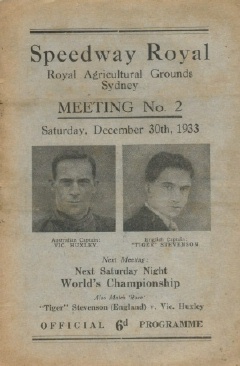 Speedway Royal
Royal Agricultural Grounds
Sydney
MEETING No. 2
Saturday, December 30th, 1933
Australian Captain: English Captain:
VIC HUXLEY "TIGER" STEVENSON
Next Meeting:
Next Saturday Night
World's Championship
Also Match Race:
"Tiger" Stevenson (England) v. Vic. Huxley
OFFICIAL 6d PROGRAMME